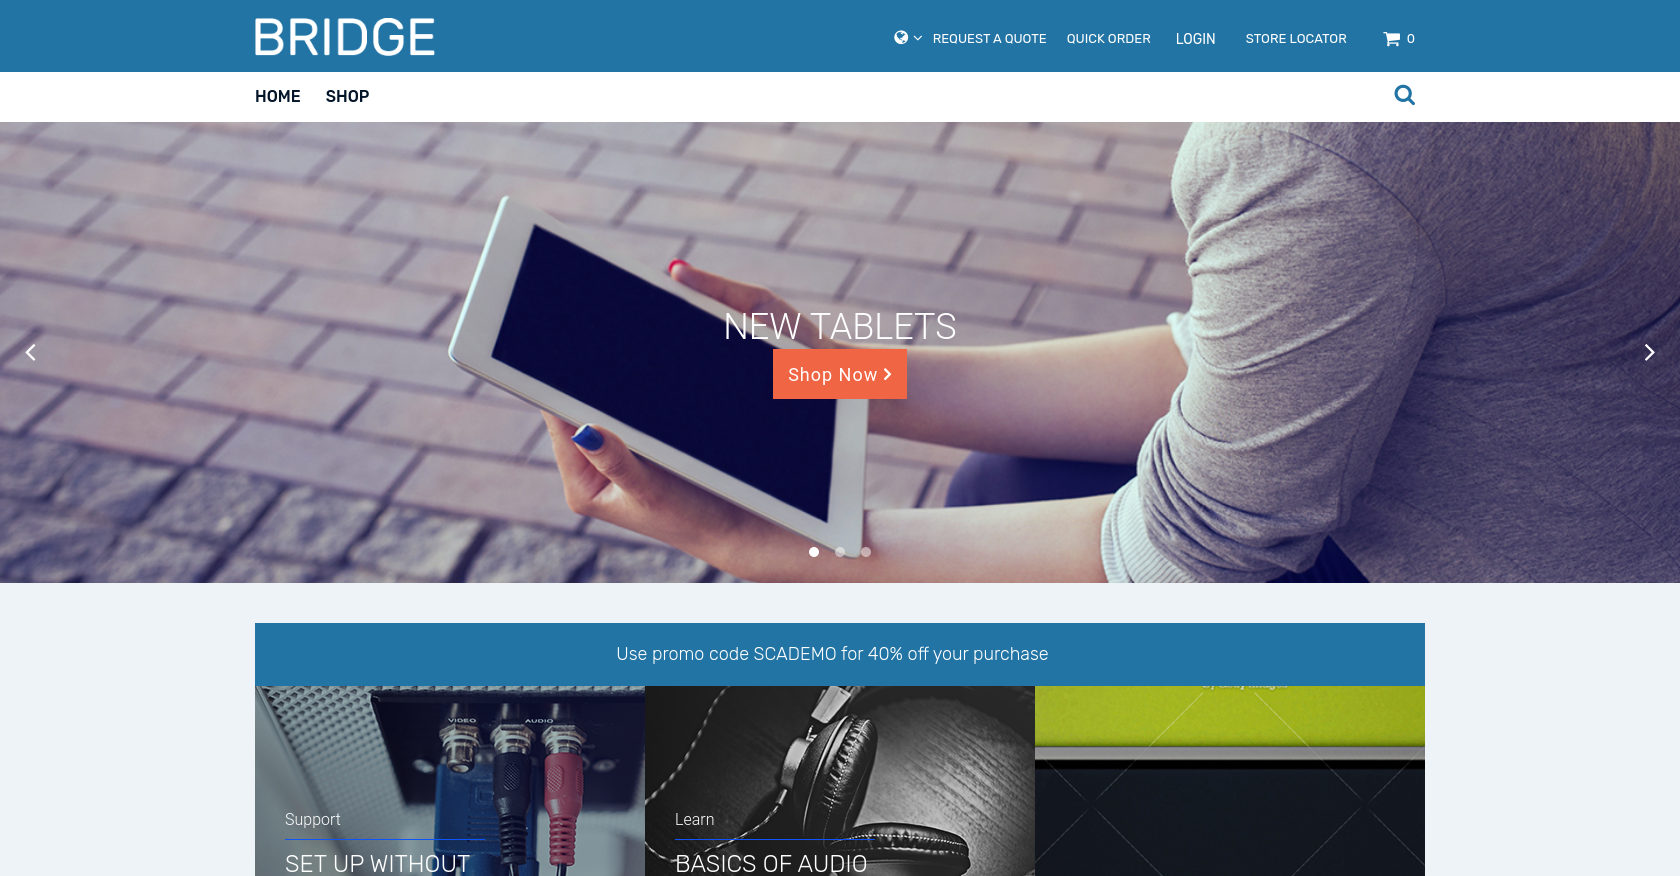 BRIDGE
REQUEST A QUOTE QUICK ORDER LOGIN STORE LOCATOR 0
HOME SHOP
NEW TABLETS
Shop Now
Use promo code SCADEMO for 40% off your purchase
VIDEO AUDIO
Support
SET UP WITHOUT
Learn
BASICS OF AUDIO